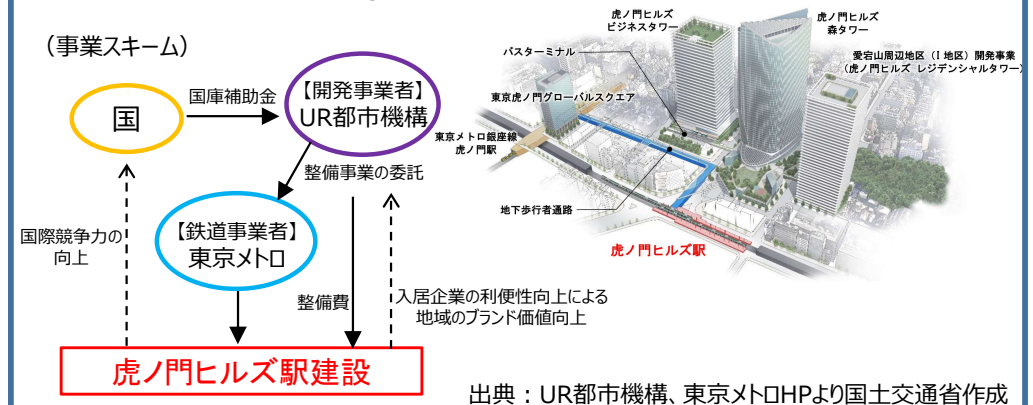 （事業スキーム）
国
国庫補助金
【開発事業者】
UR都市機構
整備事業の委託
【鉄道事業者】
東京メトロ
国際競争力の
向上
整備費
入居企業の利便性向上による
地域のブランド価値向上
虎ノ門ヒルズ駅建設
虎ノ門ヒルズ
ビジネスタワー
虎ノ門ヒルズ
森タワー
バスターミナル
愛宕山周辺地区（Ⅰ地区）開発事業
（虎ノ門ヒルズ レジデンシャルタワー）
東京虎ノ門グローバルスクエア
東京メトロ銀座線
虎ノ門駅
地下歩行者通路
虎ノ門ヒルズ駅
出典：UR都市機構、東京メトロHPより国土交通省作成